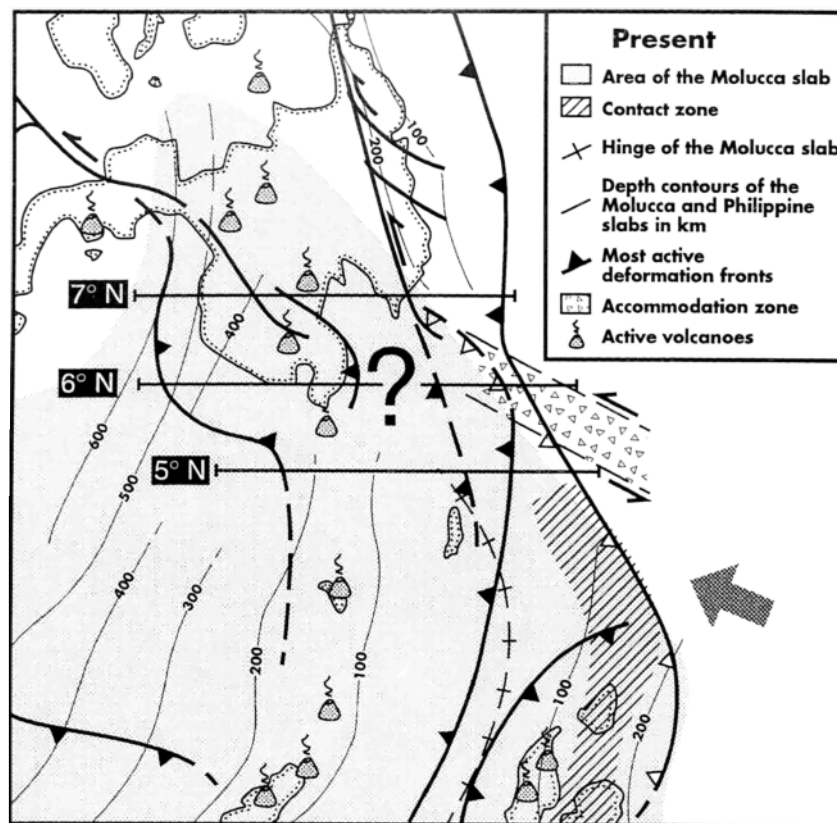 Present
Area of the Molucca slab
Contact zone
Hinge of the Molucca slab
Depth contours of the
Molucca and Philippine
slabs in km
Most active
deformation fronts
Accommodation zone
Active volcanoes
100
200
7° N
400
6° N
?
600
500
5° N
400
300
200
100
100
200